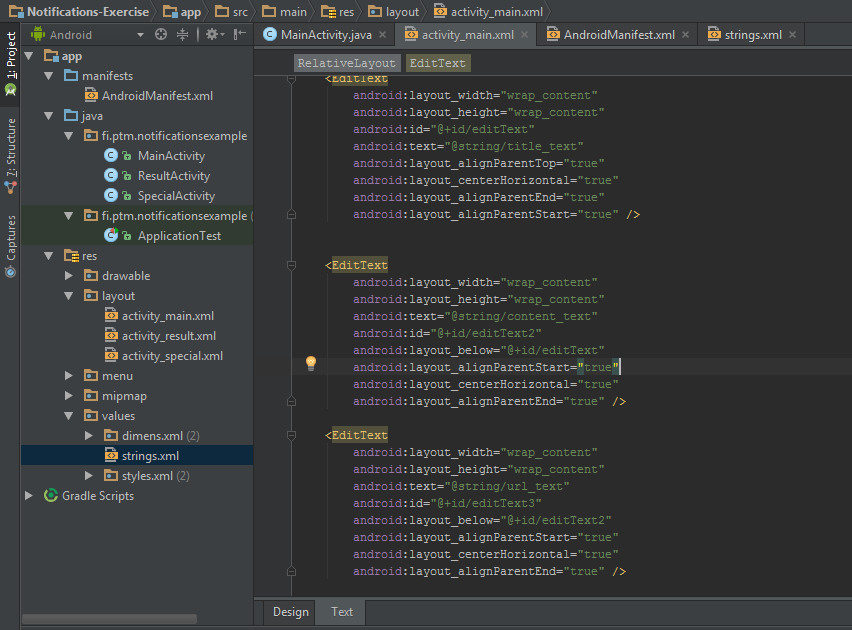 Notifications-Exercise app src main res layout activity_main.xml
Android
MainActivity.java activity_main.xml AndroidManifest.xml strings.xml
1: Project
7: Structure
Captures
app
manifests
AndroidManifest.xml
java
fi.ptm.notificationsexample
MainActivity
ResultActivity
SpecialActivity
fi.ptm.notificationsexample (
ApplicationTest
res
drawable
layout
activity_main.xml
activity_result.xml
activity_special.xml
menu
mipmap
values
dimens.xml (2)
strings.xml
styles.xml (2)
Gradle Scripts
RelativeLayout EditText
<EditText
android:layout_width="wrap_content"
android:layout_height="wrap_content"
android:id="@+id/editText"
android:text="@string/title_text"
android:layout_alignParentTop="true"
android:layout_centerHorizontal="true"
android:layout_alignParentEnd="true"
android:layout_alignParentStart="true" />
<EditText
android:layout_width="wrap_content"
android:layout_height="wrap_content"
android:text="@string/content_text"
android:id="@+id/editText2"
android:layout_below="@+id/editText"
android:layout_alignParentStart="true"
android:layout_centerHorizontal="true"
android:layout_alignParentEnd="true" />
<EditText
android:layout_width="wrap_content"
android:layout_height="wrap_content"
android:text="@string/url_text"
android:id="@+id/editText3"
android:layout_below="@+id/editText2"
android:layout_alignParentStart="true"
android:layout_centerHorizontal="true"
android:layout_alignParentEnd="true" />
Design Text